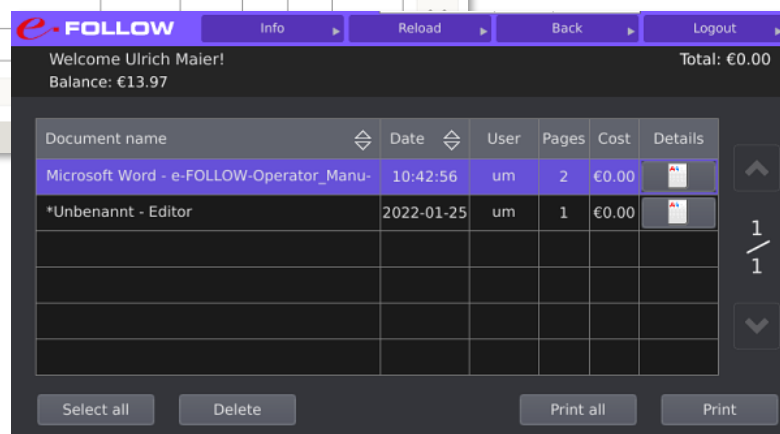 e-FOLLOW Info Reload Back Logout
Welcome Ulrich Maier! Total: €0.00
Balance: €13.97
Document name Date User Pages Cost Details
Microsoft Word - e-FOLLOW-Operator_Manu- 10:42:56 um 2 €0.00
*Unbenannt - Editor 2022-01-25 um 1 €0.00
1
1
Select all Delete Print all Print